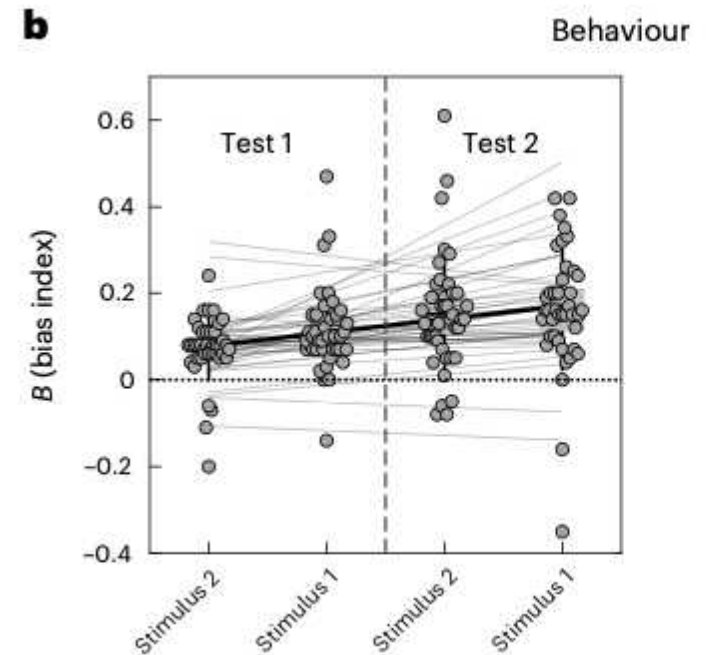 b
Behaviour
Test 1
Test 2
B (bias index)
0.6
0.4
0.2
0
−0.2
−0.4
Stimulus 2
Stimulus 1
Stimulus 2
Stimulus 1